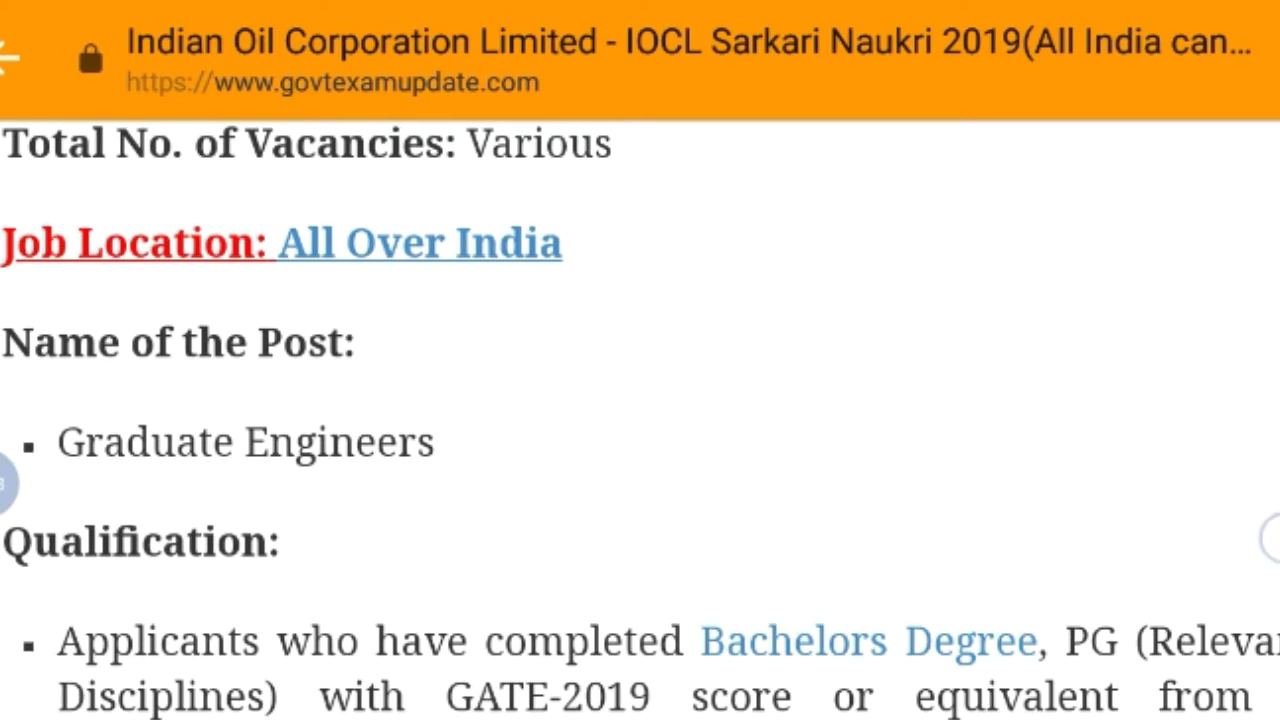 Indian Oil Corporation Limited - IOCL Sarkari Naukri 2019(All India can...
https://www.govtexamupdate.com
Total No. of Vacancies: Various
Job Location: All Over India
Name of the Post:
▪ Graduate Engineers
Qualification:
▪ Applicants who have completed Bachelors Degree, PG (Relevan
Disciplines) with GATE-2019 score or equivalent from